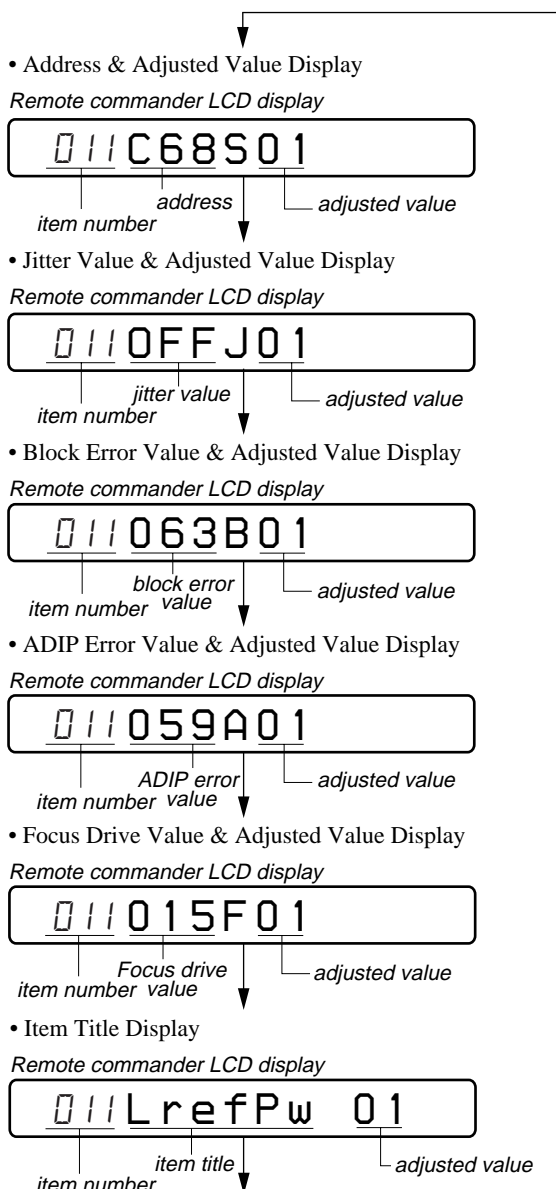 • Address & Adjusted Value Display
Remote commander LCD display
011 C68S01
address
adjusted value
item number
• Jitter Value & Adjusted Value Display
Remote commander LCD display
011 0FFJ01
jitter value
adjusted value
item number
• Block Error Value & Adjusted Value Display
Remote commander LCD display
011 063B01
block error
value
adjusted value
item number
• ADIP Error Value & Adjusted Value Display
Remote commander LCD display
011 059A01
ADIP error
value
adjusted value
item number
• Focus Drive Value & Adjusted Value Display
Remote commander LCD display
011 015F01
Focus drive
value
adjusted value
item number
• Item Title Display
Remote commander LCD display
011 LrefPw 01
item title
adjusted value
item number